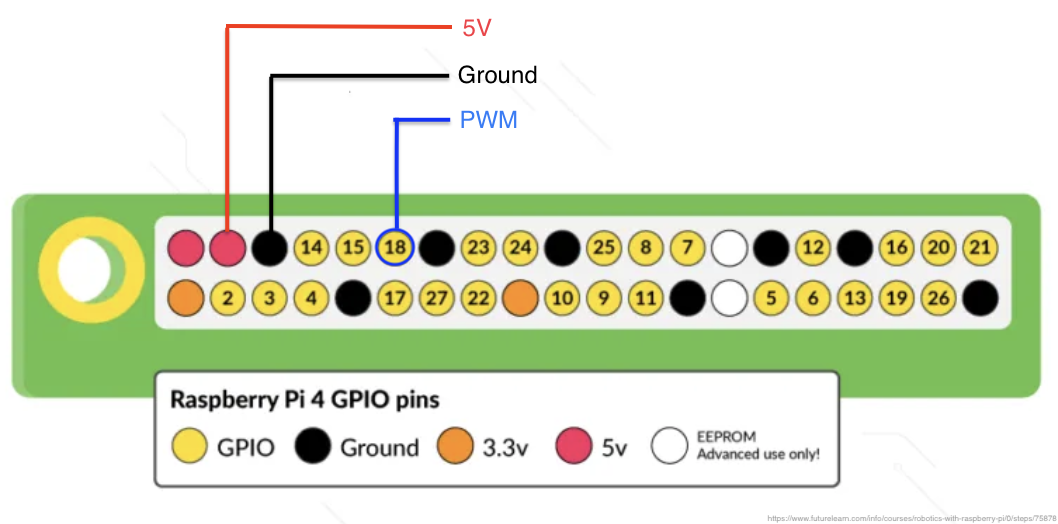 5V
Ground
PWM
14 15 18 23 24 25 8 7 12 16 20 21
2 3 4 17 27 22 10 9 11 5 6 13 19 26
Raspberry Pi 4 GPIO pins
GPIO Ground 3.3v 5v EEPROM
Advanced use only!
https://www.futurelearn.com/info/courses/robotics-with-raspberry-pi/0/steps/75878